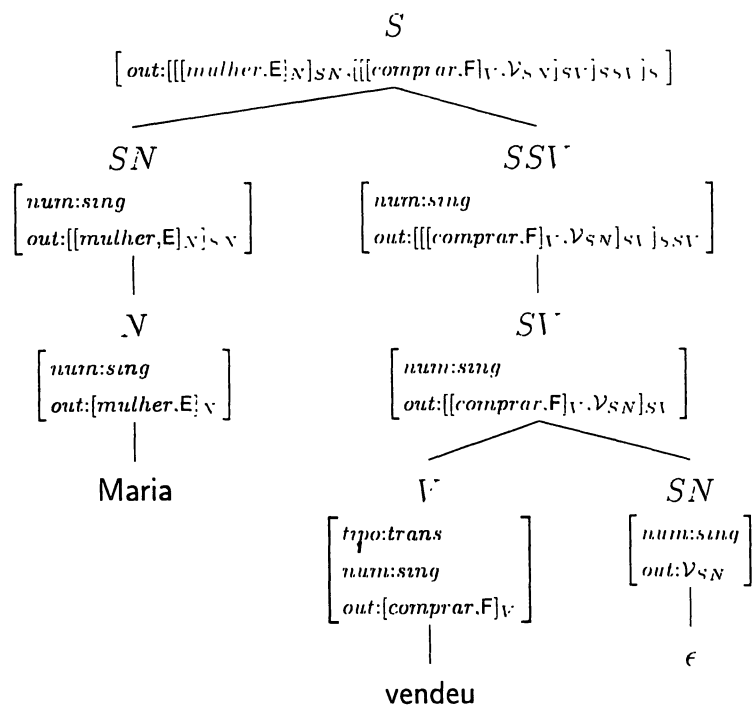 S
[ out:[[[mulher,E]N]SN,[[[comprar,F]V,VSN]SV]SSV]S ]
SN SSV
num:sing num:sing
out:[[mulher,E]N]SN out:[[[comprar,F]V,VSN]SV]SSV
N SV
num:sing num:sing
out:[mulher,E]N out:[[comprar,F]V,VSN]SV
Maria V SN
tipo:trans num:sing
num:sing out:VSN
out:[comprar,F]V
ϵ
vendeu